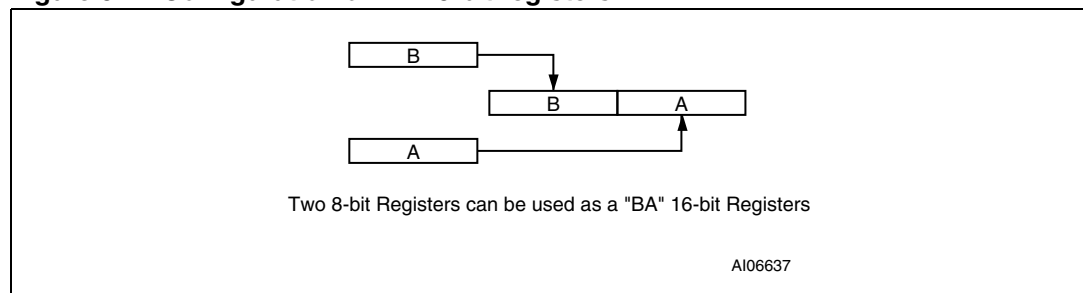 B
B A
A
Two 8-bit Registers can be used as a "BA" 16-bit Registers
AI06637